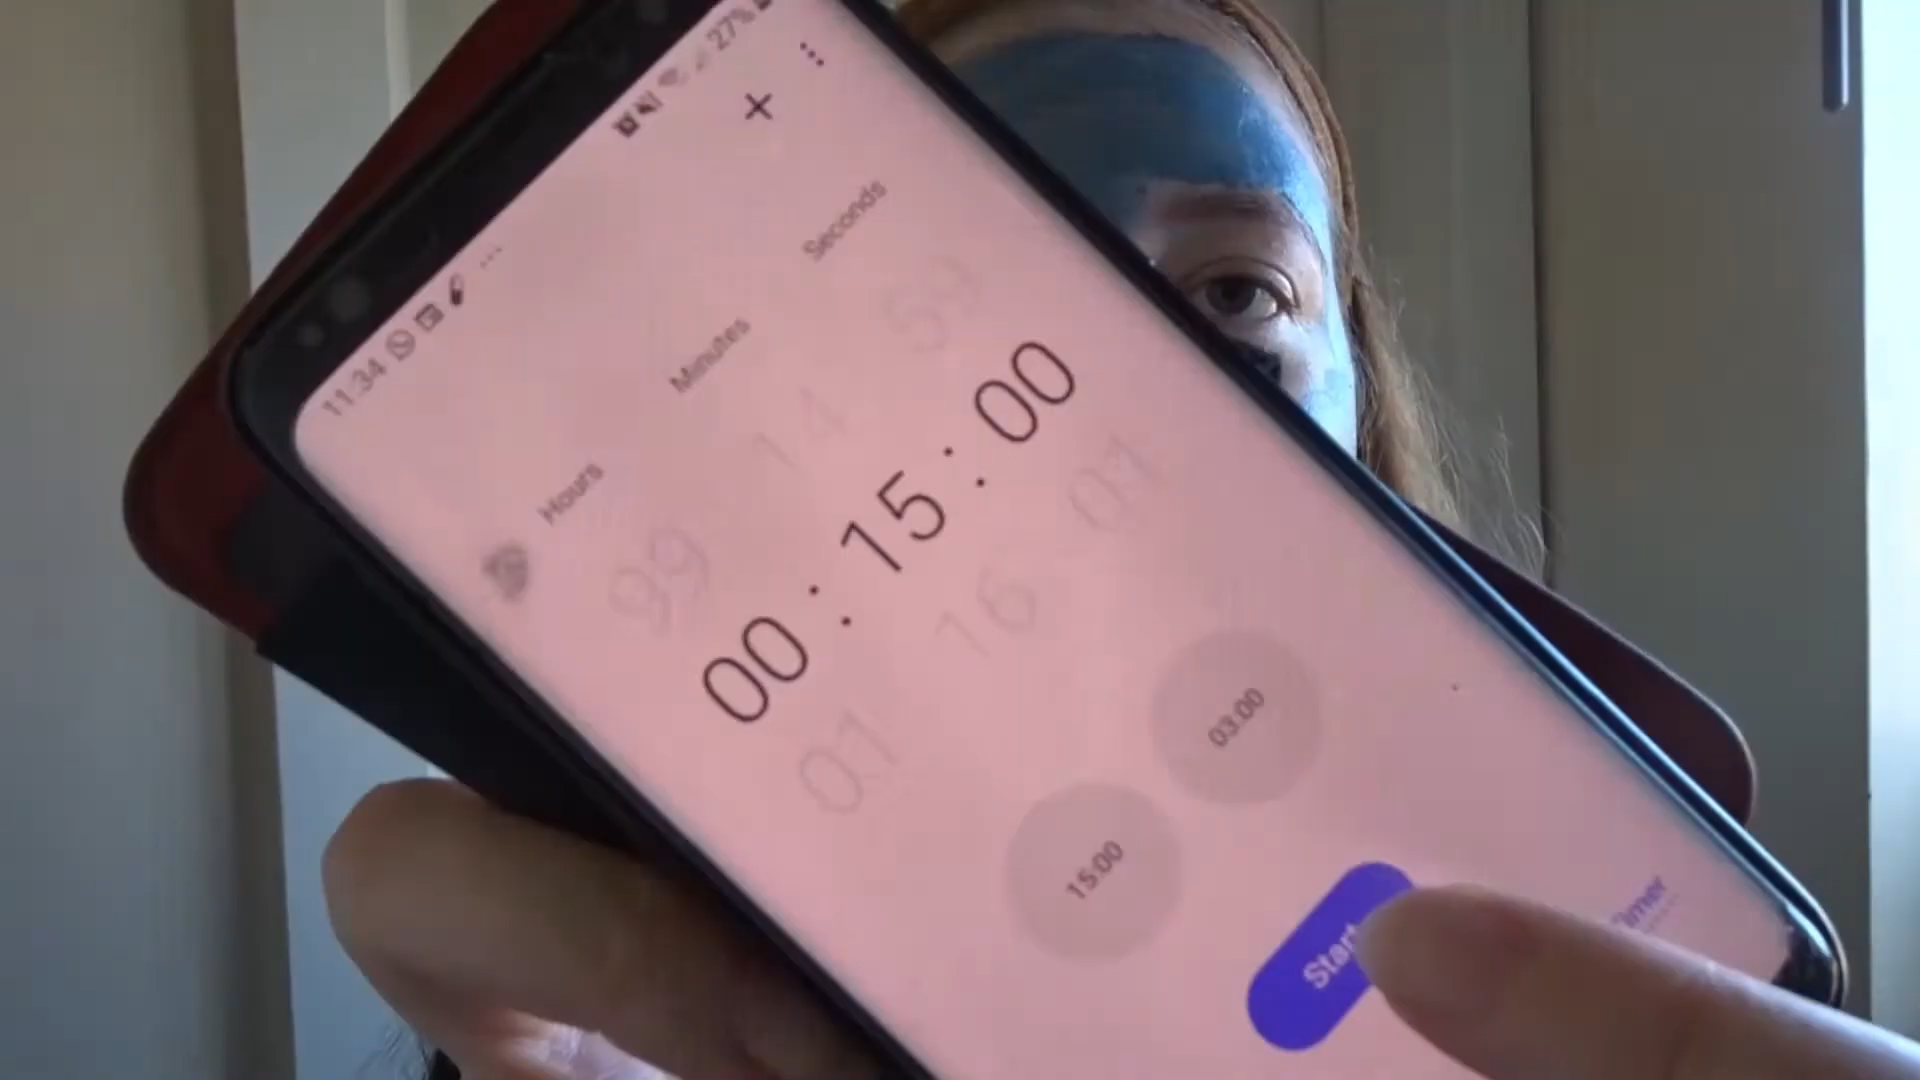 11:34
27%
Hours Minutes Seconds
99 14 59
00 : 15 : 00
01 16 01
15:00 03:00
Start
Timer